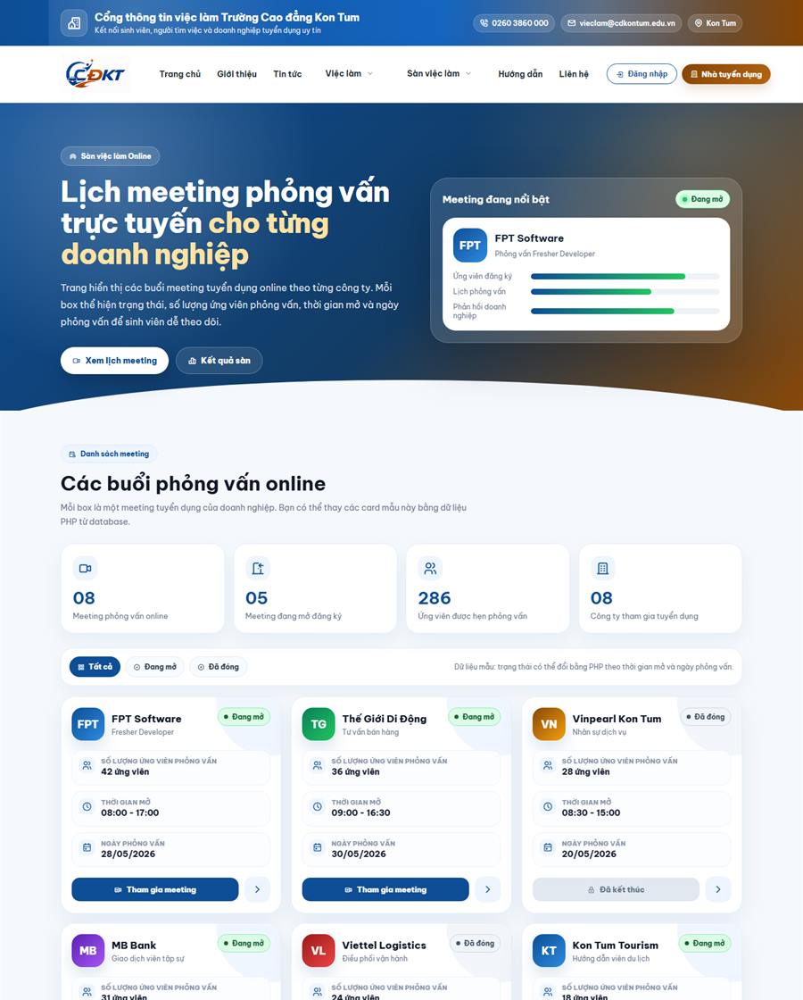 Cổng thông tin việc làm Trường Cao đẳng Kon Tum
Kết nối sinh viên, người tìm việc và doanh nghiệp tuyển dụng uy tín
0260 3860 000
vieclam@cdkontum.edu.vn
Kon Tum
CĐKT
Trang chủ
Giới thiệu
Tin tức
Việc làm
Sàn việc làm
Hướng dẫn
Liên hệ
Đăng nhập
Nhà tuyển dụng
Sàn việc làm Online
Lịch meeting phỏng vấn
trực tuyến cho từng
doanh nghiệp
Trang hiển thị các buổi meeting tuyển dụng online theo từng công ty. Mỗi
box thể hiện trạng thái, số lượng ứng viên phỏng vấn, thời gian mở và ngày
phỏng vấn để sinh viên dễ theo dõi.
Xem lịch meeting
Kết quả sàn
Meeting đang nổi bật
Đang mở
FPT
FPT Software
Phỏng vấn Fresher Developer
Ứng viên đăng ký
Lịch phỏng vấn
Phản hồi doanh
nghiệp
Danh sách meeting
Các buổi phỏng vấn online
Mỗi box là một meeting tuyển dụng của doanh nghiệp. Bạn có thể thay các card mẫu này bằng dữ liệu
PHP từ database.
08
Meeting phỏng vấn online
05
Meeting đang mở đăng ký
286
Ứng viên được hẹn phỏng vấn
08
Công ty tham gia tuyển dụng
Tất cả
Đang mở
Đã đóng
Dữ liệu mẫu: trạng thái có thể đổi bằng PHP theo thời gian mở và ngày phỏng vấn.
FPT
FPT Software
Fresher Developer
Đang mở
SỐ LƯỢNG ỨNG VIÊN PHỎNG VẤN
42 ứng viên
THỜI GIAN MỞ
08:00 - 17:00
NGÀY PHỎNG VẤN
28/05/2026
Tham gia meeting
TG
Thế Giới Di Động
Tư vấn bán hàng
Đang mở
SỐ LƯỢNG ỨNG VIÊN PHỎNG VẤN
36 ứng viên
THỜI GIAN MỞ
09:00 - 16:30
NGÀY PHỎNG VẤN
30/05/2026
Tham gia meeting
VN
Vinpearl Kon Tum
Nhân sự dịch vụ
Đã đóng
SỐ LƯỢNG ỨNG VIÊN PHỎNG VẤN
28 ứng viên
THỜI GIAN MỞ
08:30 - 15:00
NGÀY PHỎNG VẤN
20/05/2026
Đã kết thúc
MB
MB Bank
Giao dịch viên tập sự
Đang mở
SỐ LƯỢNG ỨNG VIÊN PHỎNG VẤN
31 ứng viên
VL
Viettel Logistics
Điều phối vận hành
Đã đóng
SỐ LƯỢNG ỨNG VIÊN PHỎNG VẤN
24 ứng viên
KT
Kon Tum Tourism
Hướng dẫn viên du lịch
Đang mở
SỐ LƯỢNG ỨNG VIÊN PHỎNG VẤN
18 ứng viên